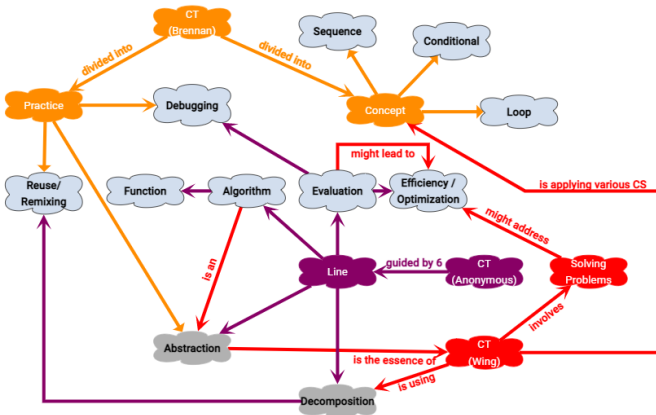 CT
(Brennan)
divided into
divided into
Sequence
Conditional
Practice
Debugging
Concept
Loop
might lead to
Reuse/
Remixing
Function
Algorithm
Evaluation
Efficiency /
Optimization
is applying various CS
might address
is an
Line
guided by 6
CT
(Anonymous)
Solving
Problems
involves
Abstraction
is the essence of
CT
(Wing)
is using
Decomposition